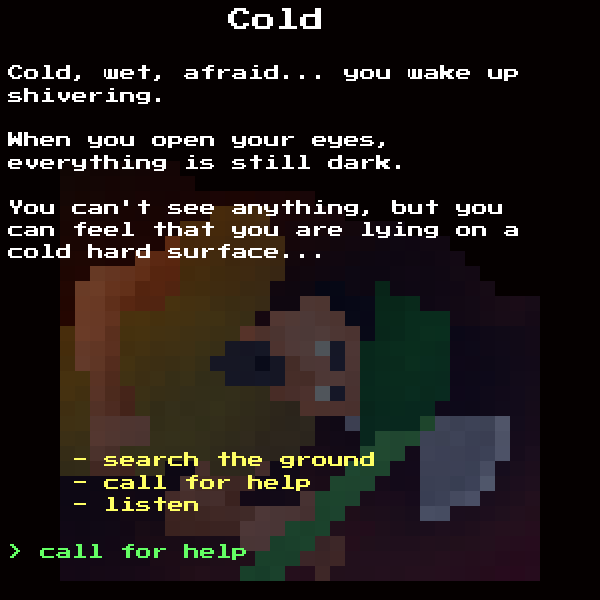 Cold
Cold, wet, afraid... you wake up
shivering.
When you open your eyes,
everything is still dark.
You can't see anything, but you
can feel that you are lying on a
cold hard surface...
- search the ground
- call for help
- listen
> call for help